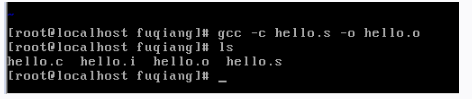 [root@localhost fuqiang]# gcc -c hello.s -o hello.o
[root@localhost fuqiang]# ls
hello.c  hello.i  hello.o  hello.s
[root@localhost fuqiang]# _